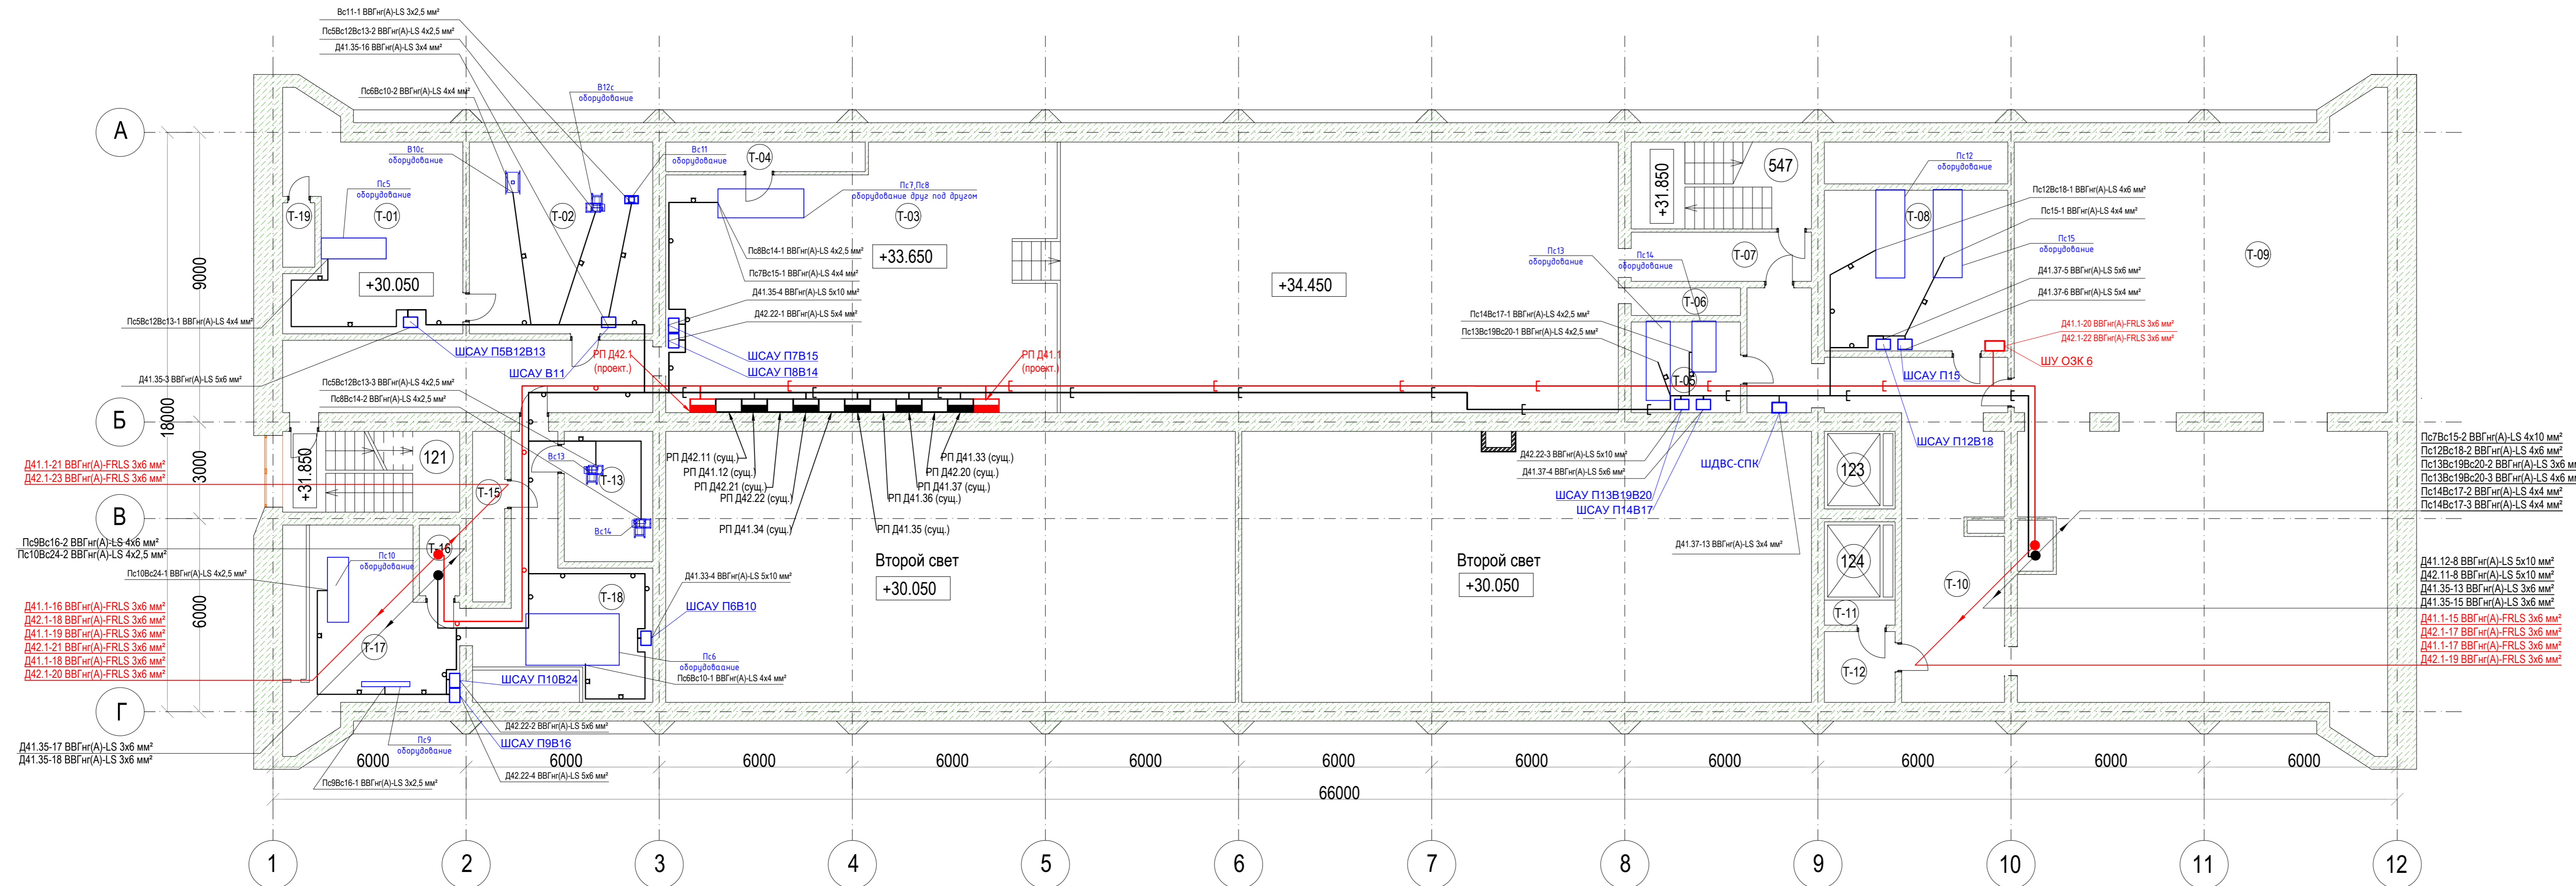 Вс11-1 ВВГнг(А)-LS 3х2,5 мм²
Пс5Вс12Вс13-2 ВВГнг(А)-LS 4х2,5 мм²
Д41.35-16 ВВГнг(А)-LS 3х4 мм²
Пс6Вс10-2 ВВГнг(А)-LS 4х4 мм²
В12с
оборудование
А
В10с
оборудование
Вс11
оборудование
Т-04
Пс5
оборудование
Пс7,Пс8
оборудование друг под другом
Т-19
Т-01
Т-02
Т-03
+31.850
547
Пс12
оборудование
Т-08
Пс12Вс18-1 ВВГнг(А)-LS 4х6 мм²
Пс15-1 ВВГнг(А)-LS 4х4 мм²
Пс15
оборудование
Т-09
9000
+30.050
Пс8Вс14-1 ВВГнг(А)-LS 4х2,5 мм²
+33.650
Пс7Вс15-1 ВВГнг(А)-LS 4х4 мм²
+34.450
Пс13
оборудование
Пс14
оборудование
Т-07
Д41.37-5 ВВГнг(А)-LS 5х6 мм²
Д41.37-6 ВВГнг(А)-LS 5х4 мм²
Д41.35-4 ВВГнг(А)-LS 5х10 мм²
Д42.22-1 ВВГнг(А)-LS 5х4 мм²
Т-06
Пс5Вс12Вс13-1 ВВГнг(А)-LS 4х4 мм²
Пс14Вс17-1 ВВГнг(А)-LS 4х2,5 мм²
Пс13Вс19Вс20-1 ВВГнг(А)-LS 4х2,5 мм²
Д41.1-20 ВВГнг(А)-FRLS 3х6 мм²
Д42.1-22 ВВГнг(А)-FRLS 3х6 мм²
ШУ ОЗК 6
ШСАУ П5В12В13
РП Д42.1
(проект.)
ШСАУ П7В15
ШСАУ П8В14
РП Д41.1
(проект.)
ШСАУ В11
Т-05
ШСАУ П15
Д41.35-3 ВВГнг(А)-LS 5х6 мм²
Пс5Вс12Вс13-3 ВВГнг(А)-LS 4х2,5 мм²
Пс8Вс14-2 ВВГнг(А)-LS 4х2,5 мм²
Б
18000
ШСАУ П12В18
121
+31.850
3000
Вс13
Т-13
РП Д42.11 (сущ.)
РП Д41.12 (сущ.)
РП Д42.21 (сущ.)
РП Д42.22 (сущ.)
РП Д41.34 (сущ.)
РП Д41.33 (сущ.)
РП Д42.20 (сущ.)
РП Д41.37 (сущ.)
РП Д41.36 (сущ.)
РП Д41.35 (сущ.)
Д42.22-3 ВВГнг(А)-LS 5х10 мм²
Д41.37-4 ВВГнг(А)-LS 5х6 мм²
ШДВС-СПК
ШСАУ П13В19В20
ШСАУ П14В17
123
Пс7Вс15-2 ВВГнг(А)-LS 4х10 мм²
Пс12Вс18-2 ВВГнг(А)-LS 4х6 мм²
Пс13Вс19Вс20-2 ВВГнг(А)-LS 3х6 мм
Пс13Вс19Вс20-3 ВВГнг(А)-LS 4х6 мм
Пс14Вс17-2 ВВГнг(А)-LS 4х4 мм²
Пс14Вс17-3 ВВГнг(А)-LS 4х4 мм²
Д41.1-21 ВВГнг(А)-FRLS 3х6 мм²
Д42.1-23 ВВГнг(А)-FRLS 3х6 мм²
Т-15
В
Вс14
Пс9Вс16-2 ВВГнг(А)-LS 4х6 мм²
Пс10Вс24-2 ВВГнг(А)-LS 4х2,5 мм²
Т-16
Д41.37-13 ВВГнг(А)-LS 3х4 мм²
Пс10
оборудование
Второй свет
+30.050
Второй свет
+30.050
124
Т-10
Д41.12-8 ВВГнг(А)-LS 5х10 мм²
Д42.11-8 ВВГнг(А)-LS 5х10 мм²
Д41.35-13 ВВГнг(А)-LS 3х6 мм²
Д41.35-15 ВВГнг(А)-LS 3х6 мм²
Д41.1-15 ВВГнг(А)-FRLS 3х6 мм²
Д42.1-17 ВВГнг(А)-FRLS 3х6 мм²
Д41.1-17 ВВГнг(А)-FRLS 3х6 мм²
Д42.1-19 ВВГнг(А)-FRLS 3х6 мм²
Пс10Вс24-1 ВВГнг(А)-LS 4х2,5 мм²
Д41.33-4 ВВГнг(А)-LS 5х10 мм²
6000
Т-18
ШСАУ П6В10
Т-11
Д41.1-16 ВВГнг(А)-FRLS 3х6 мм²
Д42.1-18 ВВГнг(А)-FRLS 3х6 мм²
Д41.1-19 ВВГнг(А)-FRLS 3х6 мм²
Д42.1-21 ВВГнг(А)-FRLS 3х6 мм²
Д41.1-18 ВВГнг(А)-FRLS 3х6 мм²
Д42.1-20 ВВГнг(А)-FRLS 3х6 мм²
Т-17
Пс6
оборудоваание
Пс6Вс10-1 ВВГнг(А)-LS 4х4 мм²
Т-12
ШСАУ П10В24
Г
Д42.22-2 ВВГнг(А)-LS 5х6 мм²
ШСАУ П9В16
Пс9
оборудование
Д41.35-17 ВВГнг(А)-LS 3х6 мм²
Д41.35-18 ВВГнг(А)-LS 3х6 мм²
6000 6000 6000 6000 6000 6000 6000 6000 6000 6000 6000
Д42.22-4 ВВГнг(А)-LS 5х6 мм²
Пс9Вс16-1 ВВГнг(А)-LS 3х2,5 мм²
66000
1 2 3 4 5 6 7 8 9 10 11 12